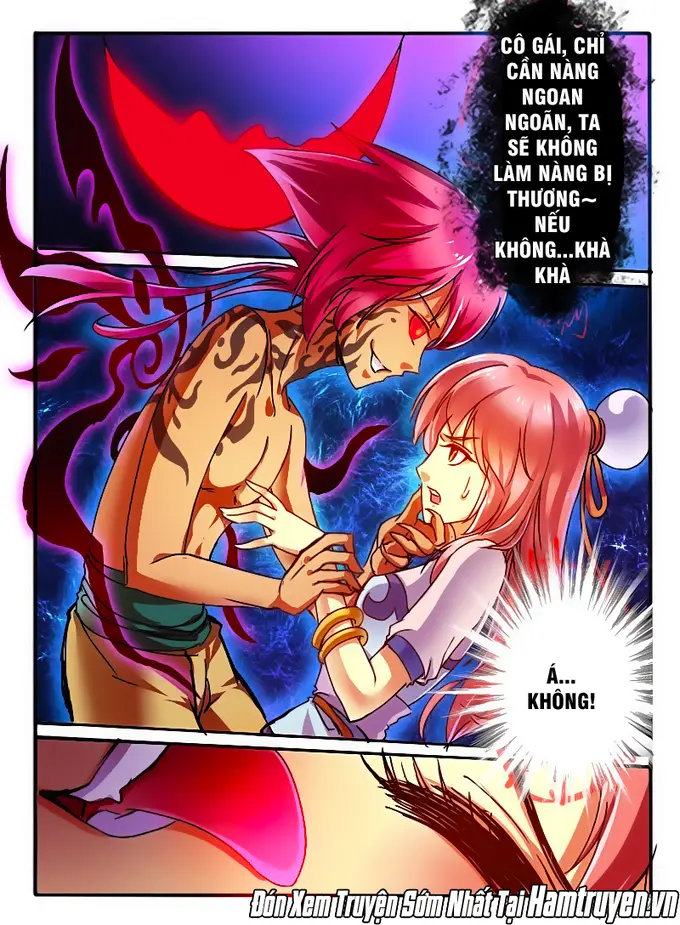 CÔ GÁI, CHỈ
CẦN NÀNG
NGOAN
NGOÃN, TA
SẼ KHÔNG
LÀM NÀNG BỊ
THƯƠNG~
NẾU
KHÔNG...KHÀ
KHÀ
Á...
KHÔNG!
Đón Xem Truyện Sớm Nhất Tại Hamtruyen.vn